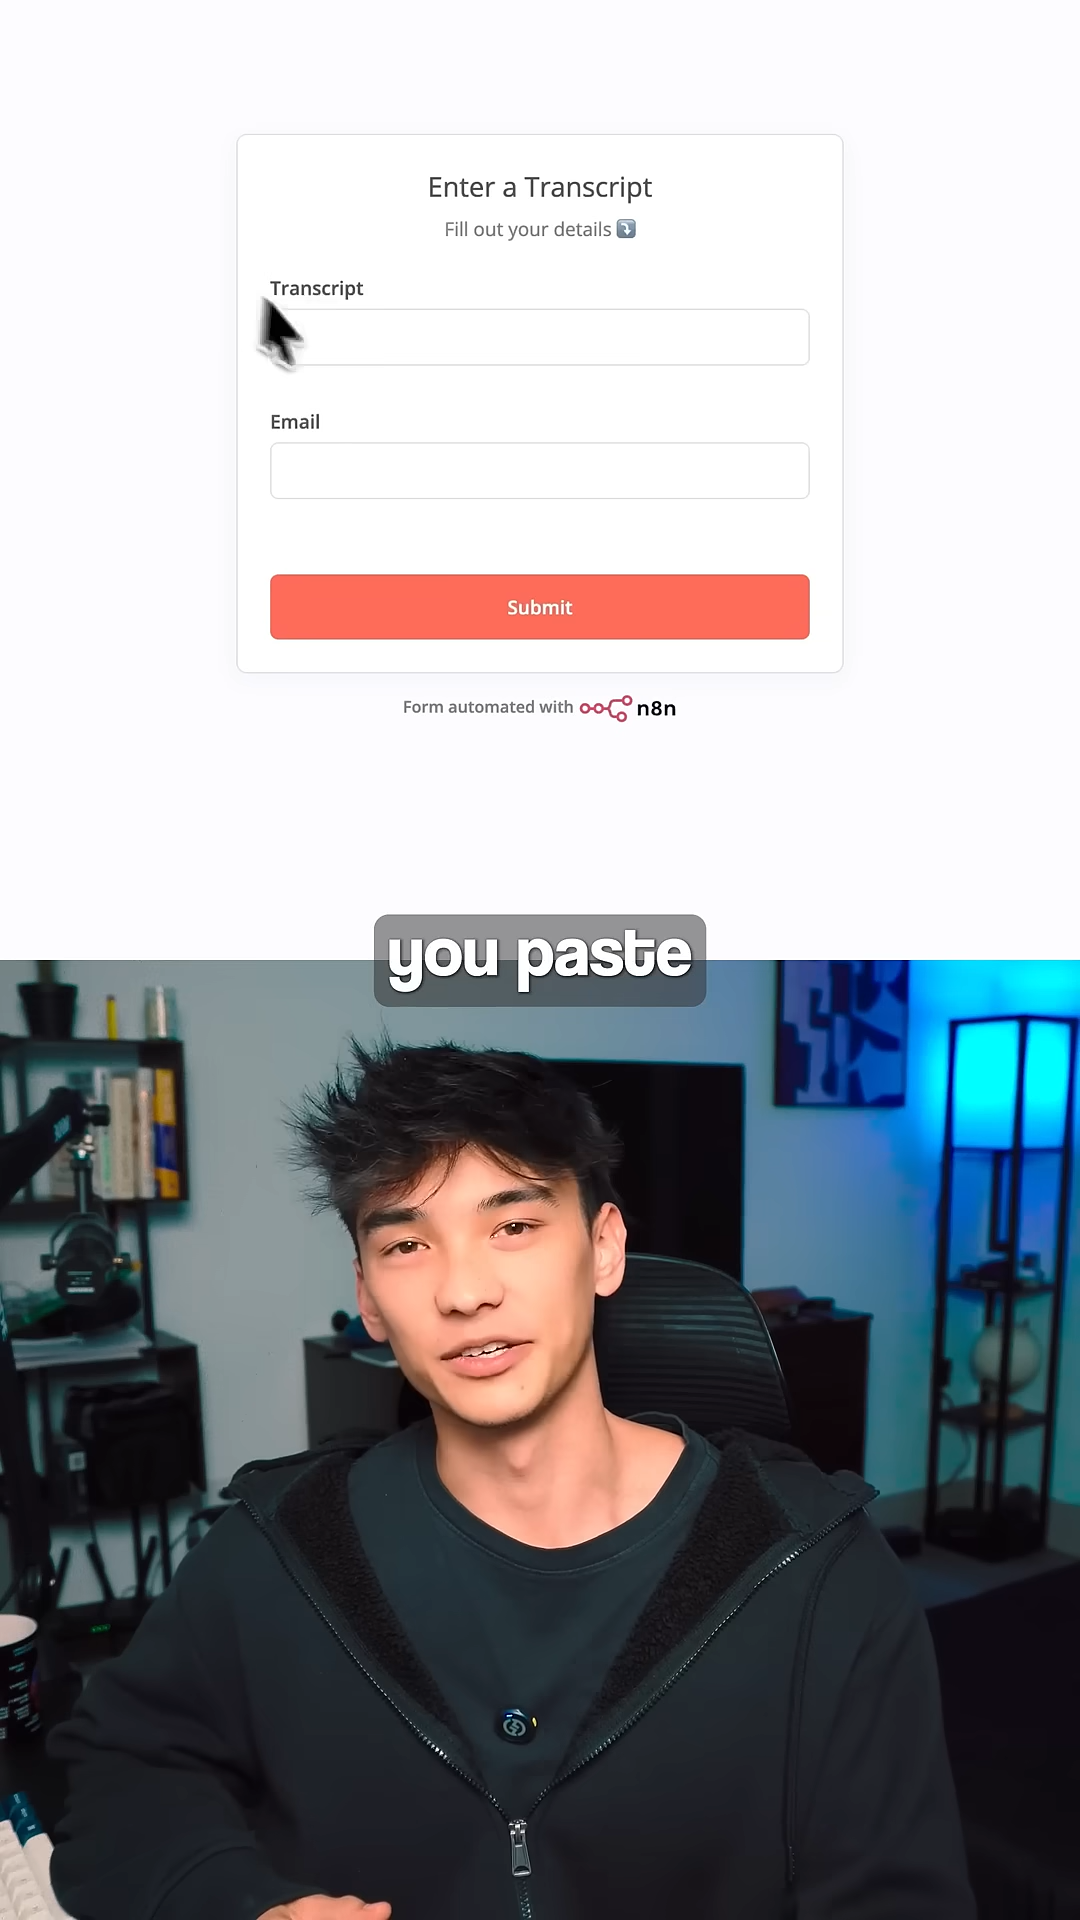 Enter a Transcript
Fill out your details ⤵️
Transcript
Email
Submit
Form automated with n8n
you paste